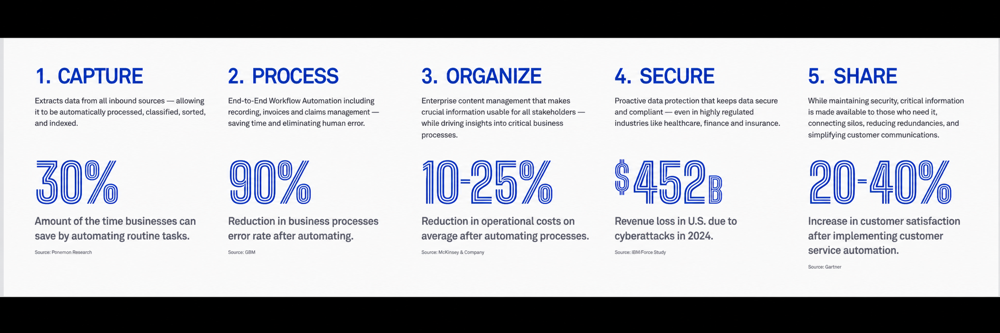 1. CAPTURE
Extracts data from all inbound sources — allowing
it to be automatically processed, classified, sorted,
and indexed.
30%
Amount of the time businesses can
save by automating routine tasks.
Source: Ponemon Research
2. PROCESS
End-to-End Workflow Automation including
recording, invoices and claims management —
saving time and eliminating human error.
90%
Reduction in business processes
error rate after automating.
Source: GBM
3. ORGANIZE
Enterprise content management that makes
crucial information usable for all stakeholders —
while driving insights into critical business
processes.
10-25%
Reduction in operational costs on
average after automating processes.
Source: McKinsey & Company
4. SECURE
Proactive data protection that keeps data secure
and compliant — even in highly regulated
industries like healthcare, finance and insurance.
$452B
Revenue loss in U.S. due to
cyberattacks in 2024.
Source: IBM/Force Study
5. SHARE
While maintaining security, critical information
is made available to those who need it,
connecting silos, reducing redundancies, and
simplifying customer communications.
20-40%
Increase in customer satisfaction
after implementing customer
service automation.
Source: Gartner